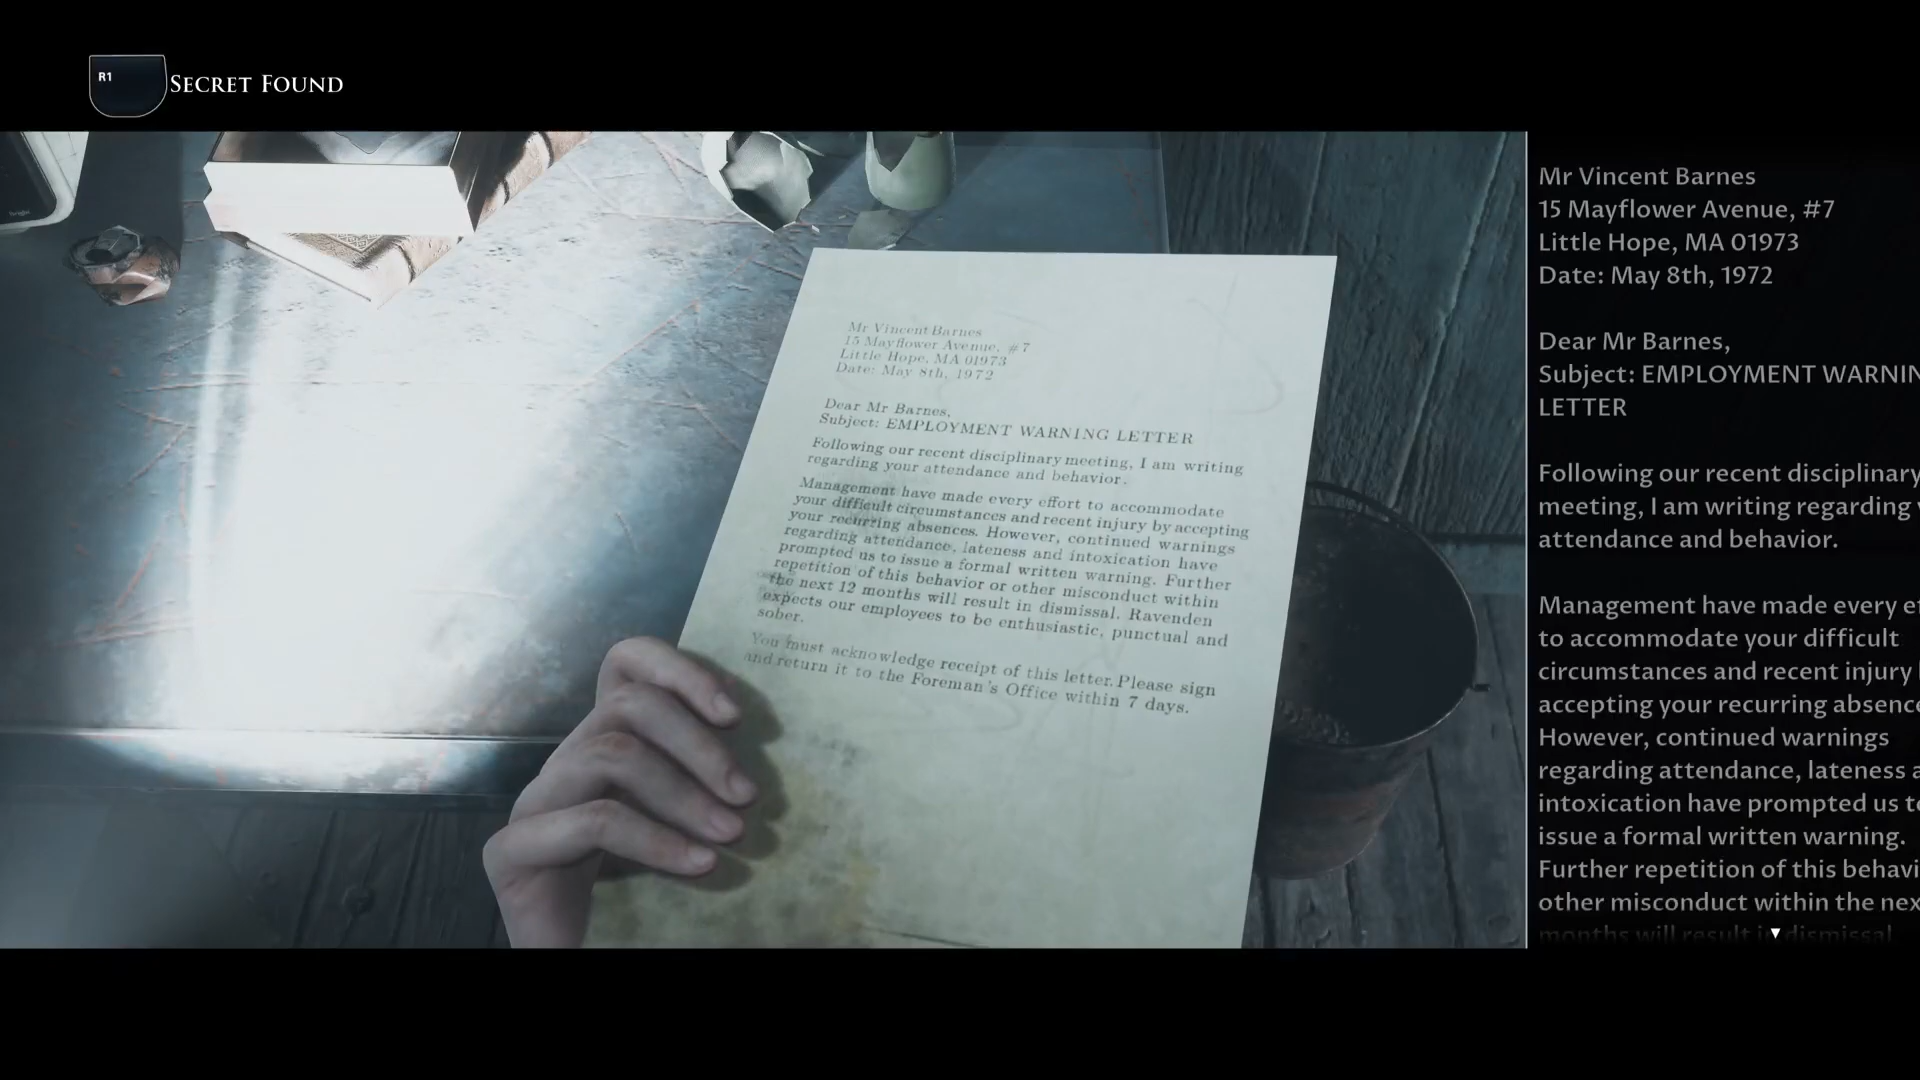 R1
SECRET FOUND
bright
Mr Vincent Barnes
15 Mayflower Avenue, #7
Little Hope, MA 01973
Date: May 8th, 1972
Dear Mr Barnes,
Subject: EMPLOYMENT WARNING LETTER
Following our recent disciplinary meeting, I am writing
regarding your attendance and behavior.
Management have made every effort to accommodate
your difficult circumstances and recent injury by accepting
your recurring absences. However, continued warnings
regarding attendance, lateness and intoxication have
prompted us to issue a formal written warning. Further
repetition of this behavior or other misconduct within
the next 12 months will result in dismissal. Ravenden
expects our employees to be enthusiastic, punctual and
sober.
You must acknowledge receipt of this letter. Please sign
and return it to the Foreman's Office within 7 days.
Mr Vincent Barnes
15 Mayflower Avenue, #7
Little Hope, MA 01973
Date: May 8th, 1972
Dear Mr Barnes,
Subject: EMPLOYMENT WARNIN
LETTER
Following our recent disciplinary
meeting, I am writing regarding
attendance and behavior.
Management have made every ef
to accommodate your difficult
circumstances and recent injury
accepting your recurring absence
However, continued warnings
regarding attendance, lateness a
intoxication have prompted us to
issue a formal written warning.
Further repetition of this behavi
other misconduct within the nex
months will result in dismissal